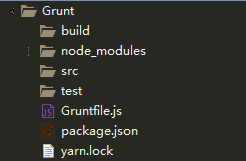 Grunt
build
node_modules
src
test
Gruntfile.js
package.json
yarn.lock